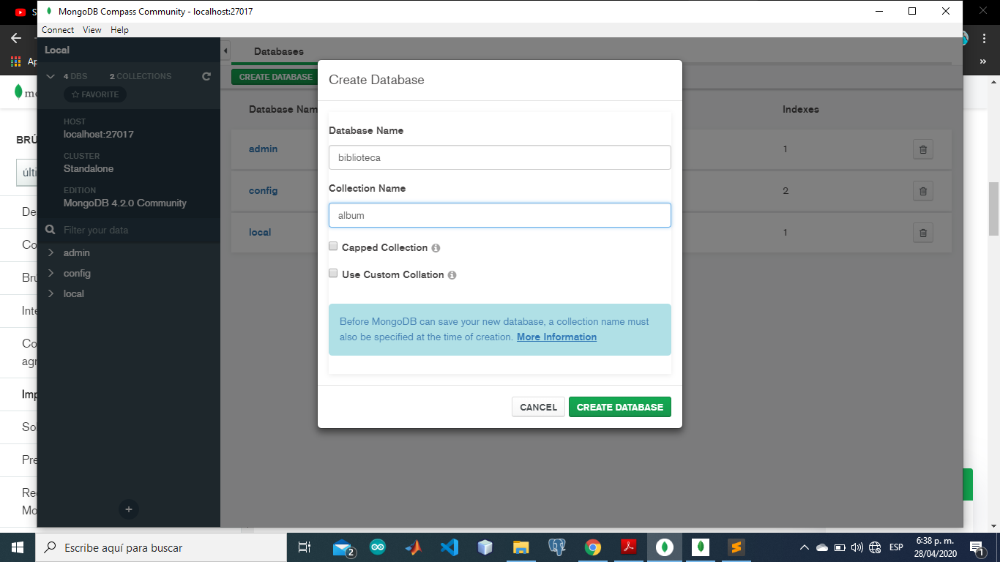 S
MongoDB Compass Community - localhost:27017
Connect View Help
Ap
»
Local
Databases
4 DBS 2 COLLECTIONS
CREATE DATABASE
FAVORITE
Create Database
HOST
localhost:27017
CLUSTER
Standalone
EDITION
MongoDB 4.2.0 Community
Filter your data
admin
config
local
+
BRÚ
últi
De
Co
Brú
Inte
Co
agr
Imp
Sol
Pre
Red
Mo
Database Nam
Indexes
admin
1
config
2
local
1
Database Name
biblioteca
Collection Name
album
Capped Collection
Use Custom Collation
Before MongoDB can save your new database, a collection name must
also be specified at the time of creation. More Information
CANCEL CREATE DATABASE
Escribe aquí para buscar
2
ESP
6:38 p. m.
28/04/2020
1